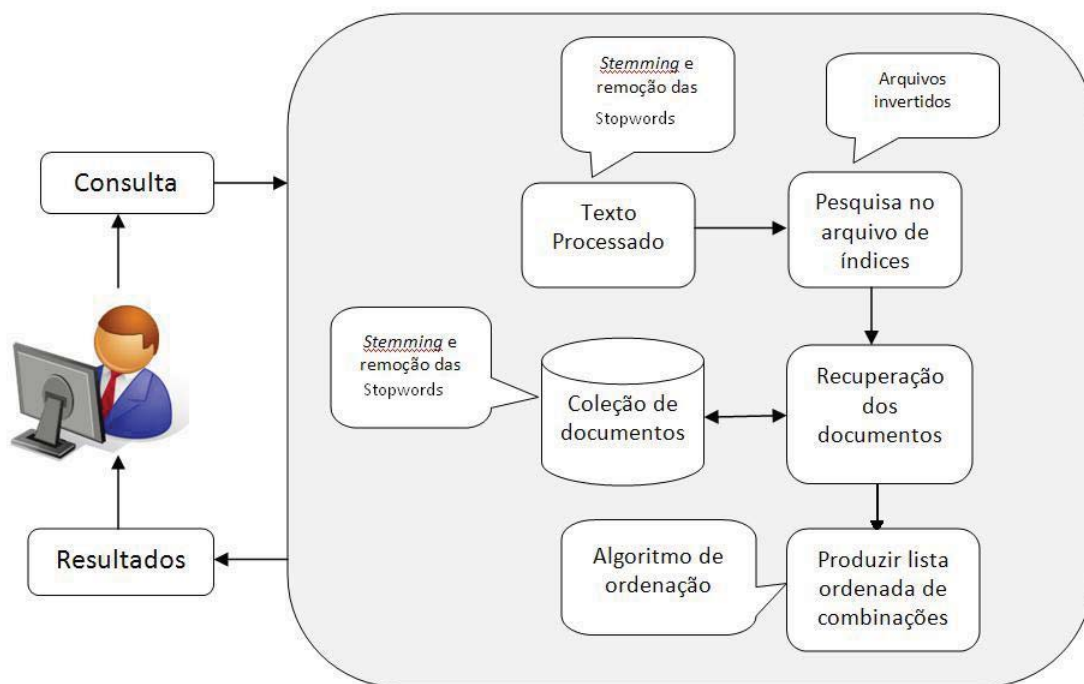 Stemming e
remoção das
Stopwords
Arquivos
invertidos
Consulta
Texto
Processado
Pesquisa no
arquivo de
índices
Stemming e
remoção das
Stopwords
Coleção de
documentos
Recuperação
dos
documentos
Resultados
Algoritmo de
ordenação
Produzir lista
ordenada de
combinações